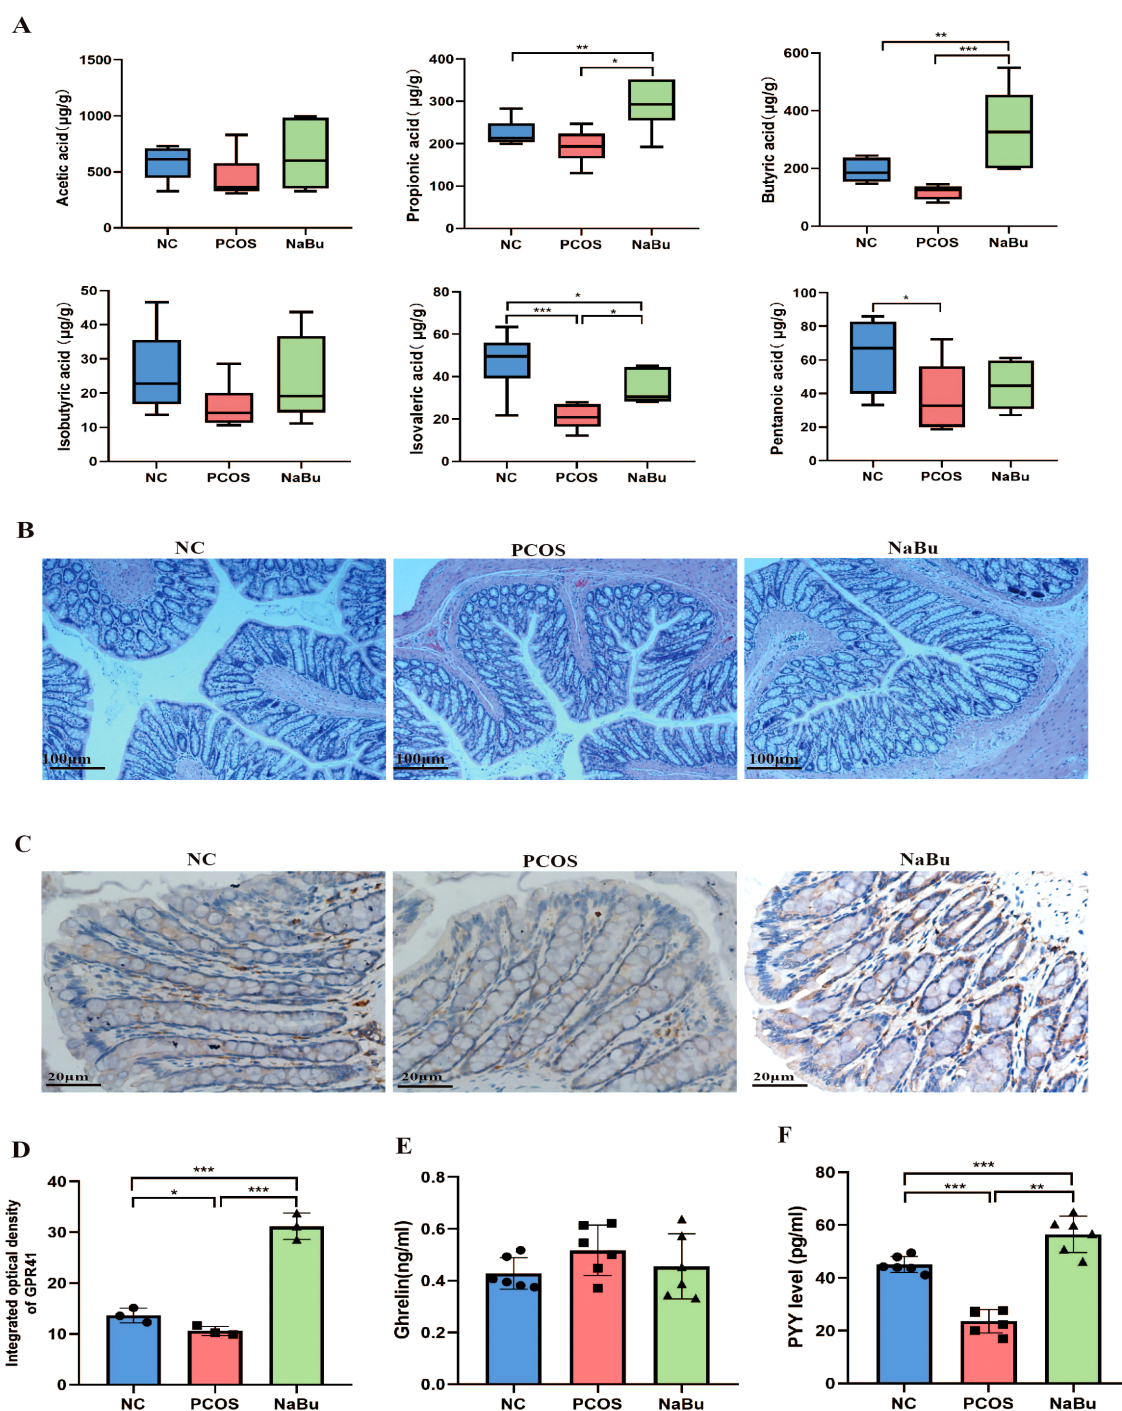 A
Acetic acid(µg/g)
1500
1000
500
0
NC PCOS NaBu
Propionic acid( µg/g)
400
300
200
100
0
**
*
NC PCOS NaBu
Butyric acid(µg/g)
600
400
200
0
**
***
NC PCOS NaBu
Isobutyric acid (µg/g)
50
40
30
20
10
0
NC PCOS NaBu
Isovaleric acid( µg/g)
80
60
40
20
0
*
***
*
NC PCOS NaBu
Pentanoic acid( µg/g)
100
80
60
40
20
0
*
NC PCOS NaBu
B
NC PCOS NaBu
100µm 100µm 100µm
C
NC PCOS NaBu
20µm 20µm 20µm
D
Integrated optical density
of GPR41
40
30
20
10
0
***
*
***
NC PCOS NaBu
E
Ghrelin(ng/ml)
0.8
0.6
0.4
0.2
0.0
NC PCOS NaBu
F
PYY level (pg/ml)
80
60
40
20
0
***
***
**
NC PCOS NaBu